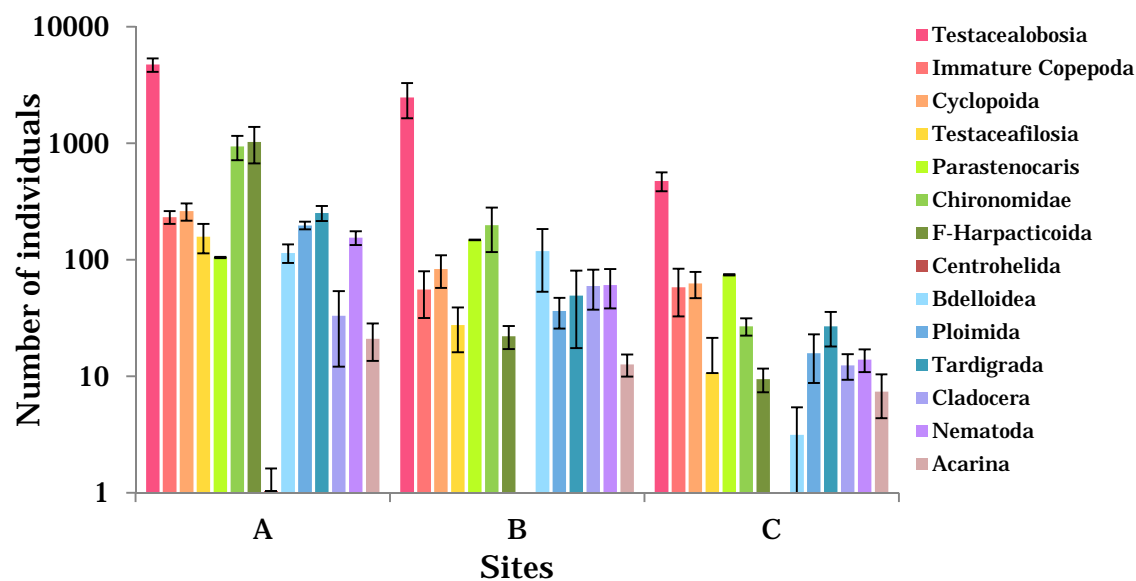 Number of individuals
10000
1000
100
10
1
A
B
C
Sites
Testacealobosia
Immature Copepoda
Cyclopoida
Testaceafilosia
Parastenocaris
Chironomidae
F-Harpacticoida
Centrohelida
Bdelloidea
Ploimida
Tardigrada
Cladocera
Nematoda
Acarina